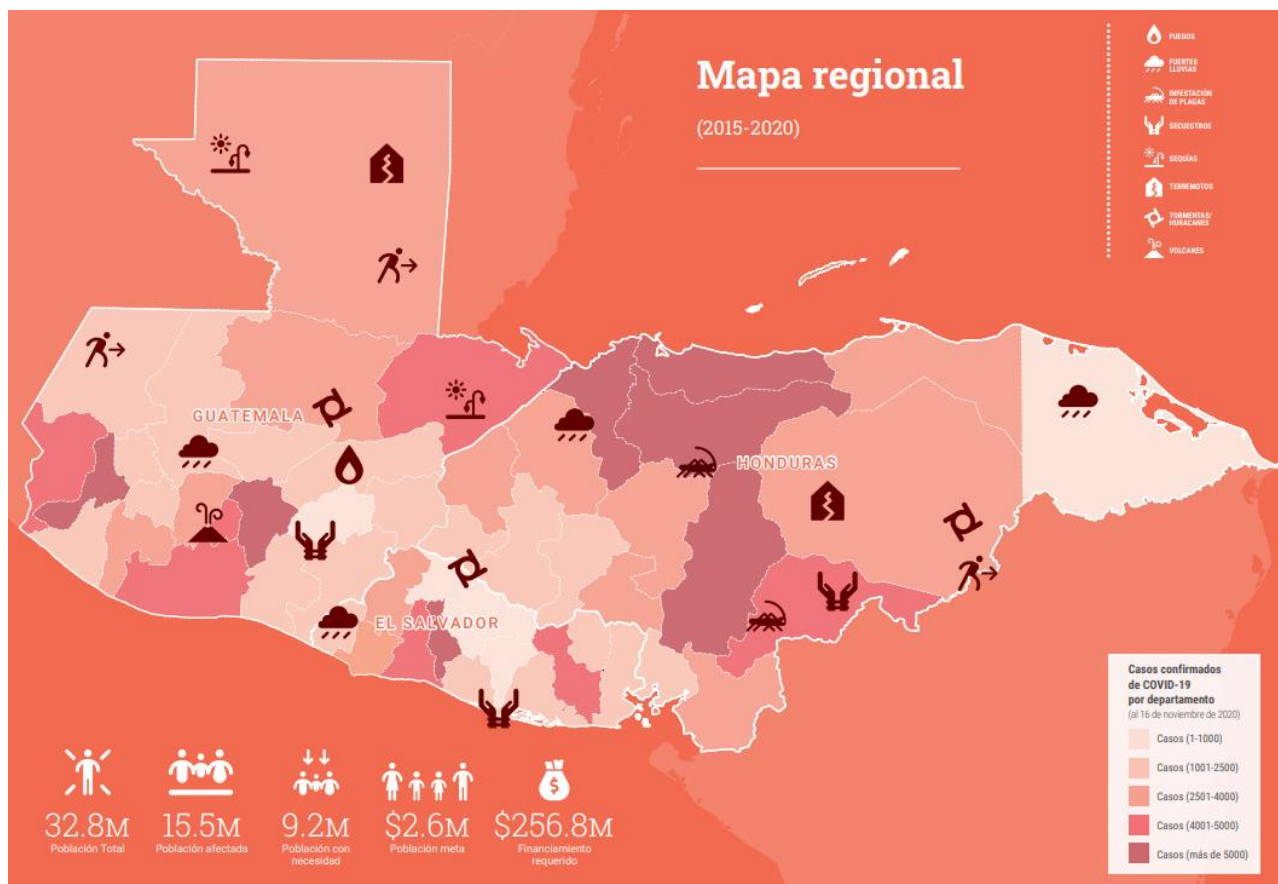 Mapa regional
(2015-2020)
FUEGOS
FUERTES
LLUVIAS
INFESTACIÓN
DE PLAGAS
SECUESTROS
SEQUÍAS
TERREMOTOS
TORMENTAS/
HURACANES
VOLCANES
GUATEMALA
HONDURAS
EL SALVADOR
32.8M
Población Total
15.5M
Población afectada
9.2M
Población con
necesidad
$2.6M
Población meta
$256.8M
Financiamiento
requerido
Casos confirmados
de COVID-19
por departamento
(al 16 de noviembre de 2020)
Casos (1-1000)
Casos (1001-2500)
Casos (2501-4000)
Casos (4001-5000)
Casos (más de 5000)